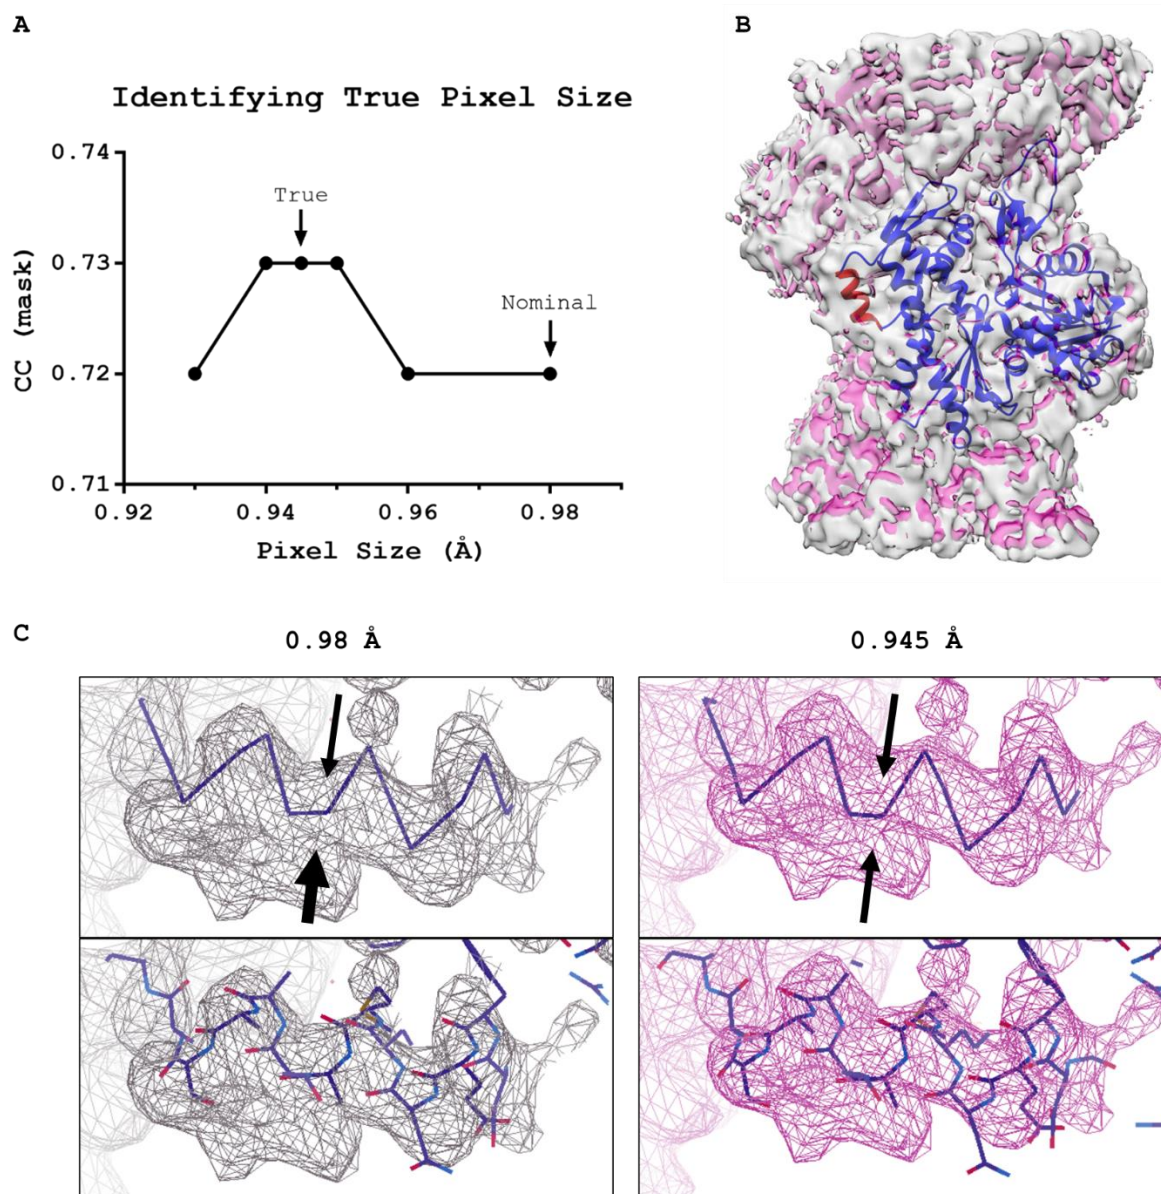 A
B
Identifying True Pixel Size
0.74
True
0.73
Nominal
CC (mask)
0.72
0.71
0.92
0.94
0.96
0.98
Pixel Size (Å)
C
0.98 Å
0.945 Å